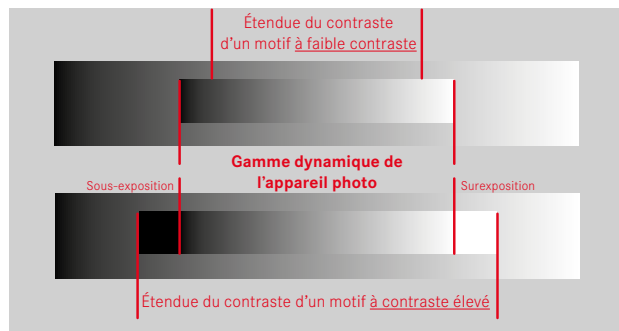 Étendue du contraste
d’un motif à faible contraste
Gamme dynamique de
l’appareil photo
Sous-exposition
Surexposition
Étendue du contraste d’un motif à contraste élevé